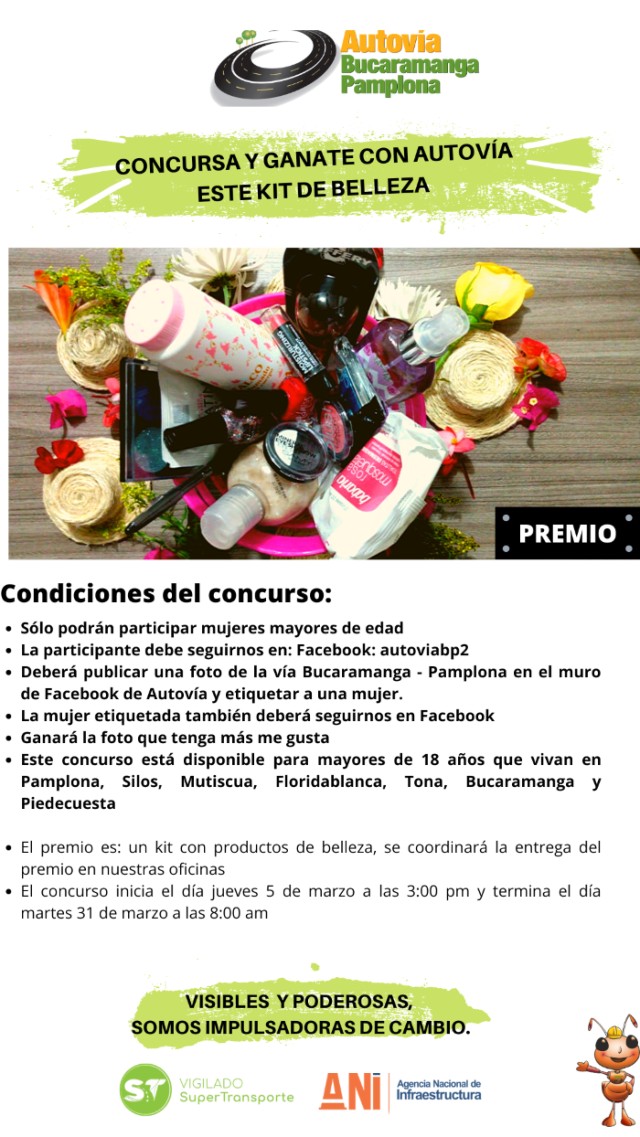 Autovía
Bucaramanga
Pamplona
CONCURSA Y GANATE CON AUTOVÍA
ESTE KIT DE BELLEZA
babaria
rosa
mosqueta
PREMIO
Condiciones del concurso:
• Sólo podrán participar mujeres mayores de edad
• La participante debe seguirnos en: Facebook: autoviabp2
• Deberá publicar una foto de la vía Bucaramanga - Pamplona en el muro
de Facebook de Autovía y etiquetar a una mujer.
• La mujer etiquetada también deberá seguirnos en Facebook
• Ganará la foto que tenga más me gusta
• Este concurso está disponible para mayores de 18 años que vivan en
Pamplona, Silos, Mutiscua, Floridablanca, Tona, Bucaramanga y
Piedecuesta
• El premio es: un kit con productos de belleza, se coordinará la entrega del
premio en nuestras oficinas
• El concurso inicia el día jueves 5 de marzo a las 3:00 pm y termina el día
martes 31 de marzo a las 8:00 am
VISIBLES Y PODEROSAS,
SOMOS IMPULSADORAS DE CAMBIO.
ST
VIGILADO
SuperTransporte
ANI
Agencia Nacional de
Infraestructura